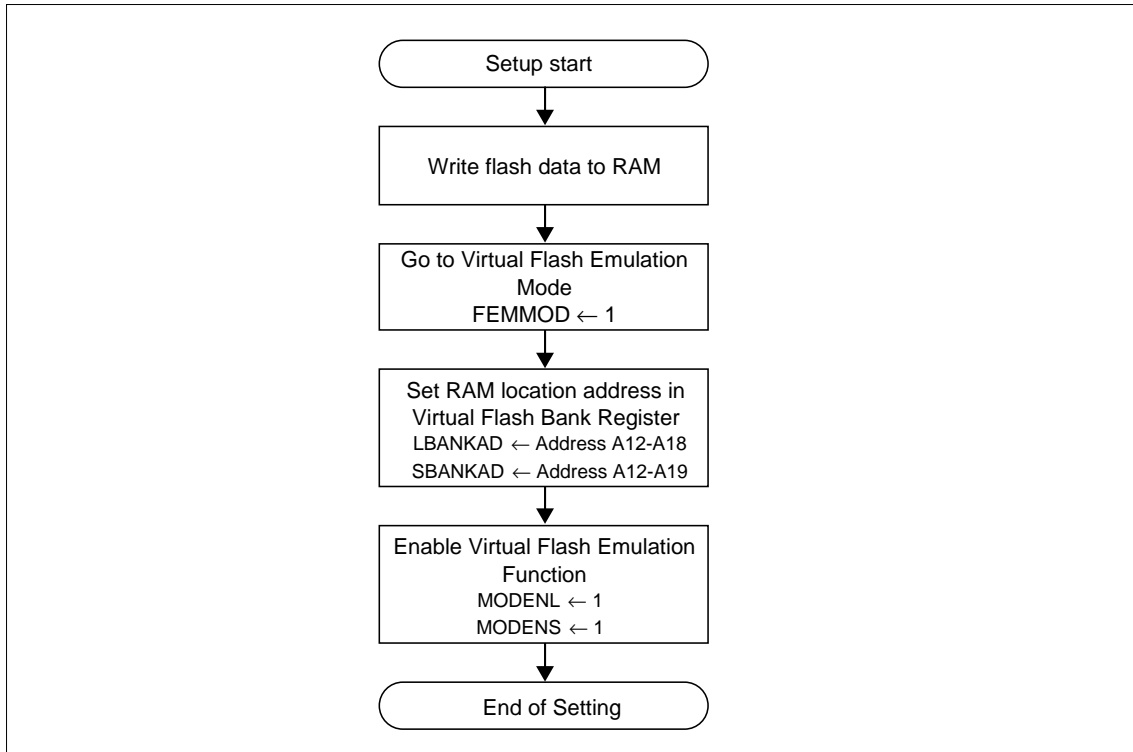 Setup start
Write flash data to RAM
Go to Virtual Flash Emulation
Mode
FEMMOD ← 1
Set RAM location address in
Virtual Flash Bank Register
LBANKAD ← Address A12-A18
SBANKAD ← Address A12-A19
Enable Virtual Flash Emulation
Function
MODENL ← 1
MODENS ← 1
End of Setting